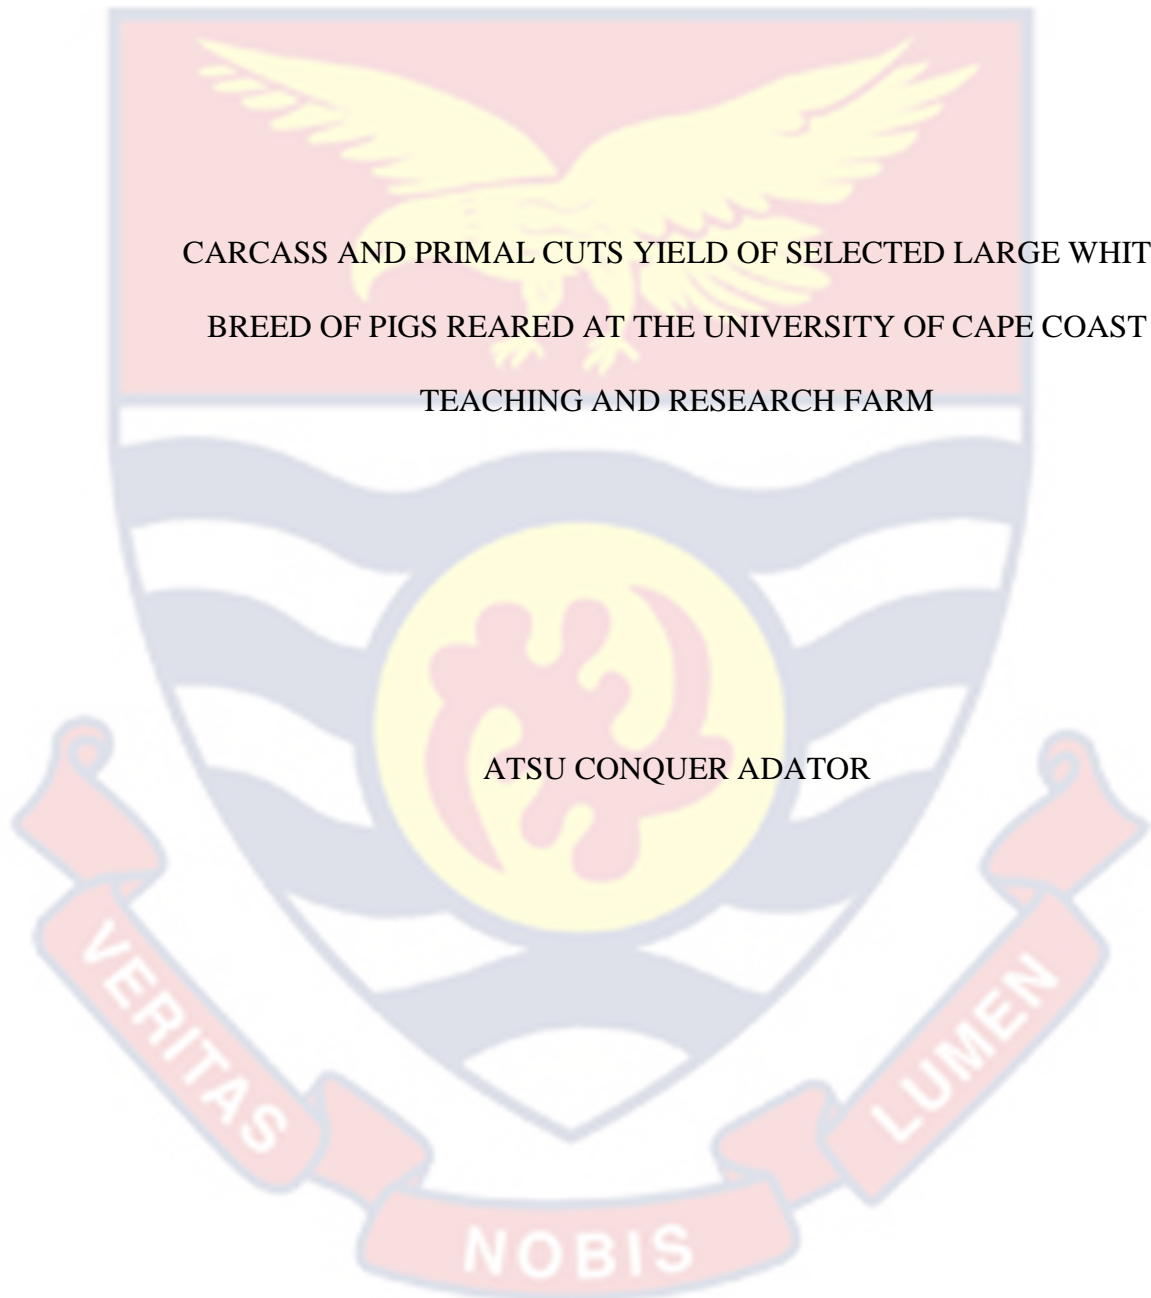 CARCASS AND PRIMAL CUTS YIELD OF SELECTED LARGE WHIT
BREED OF PIGS REARED AT THE UNIVERSITY OF CAPE COAST
TEACHING AND RESEARCH FARM
ATSU CONQUER ADATOR
VERITAS
NOBIS
LUMEN